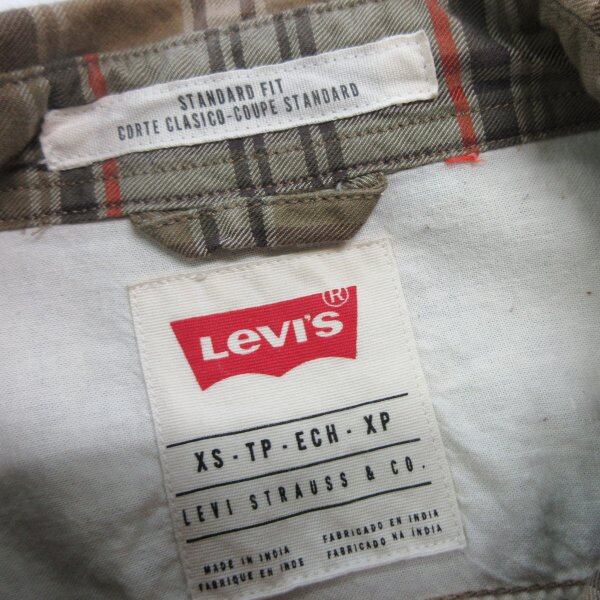 STANDARD FIT
CORTE CLASICO-COUPE STANDARD
LEVI'S ®
XS-TP-ECH-XP
LEVI STRAUSS & CO.
MADE IN INDIA
FABRIQUE EN INDE
FABRICADO EN INDIA
FABRICADO NA ÍNDIA